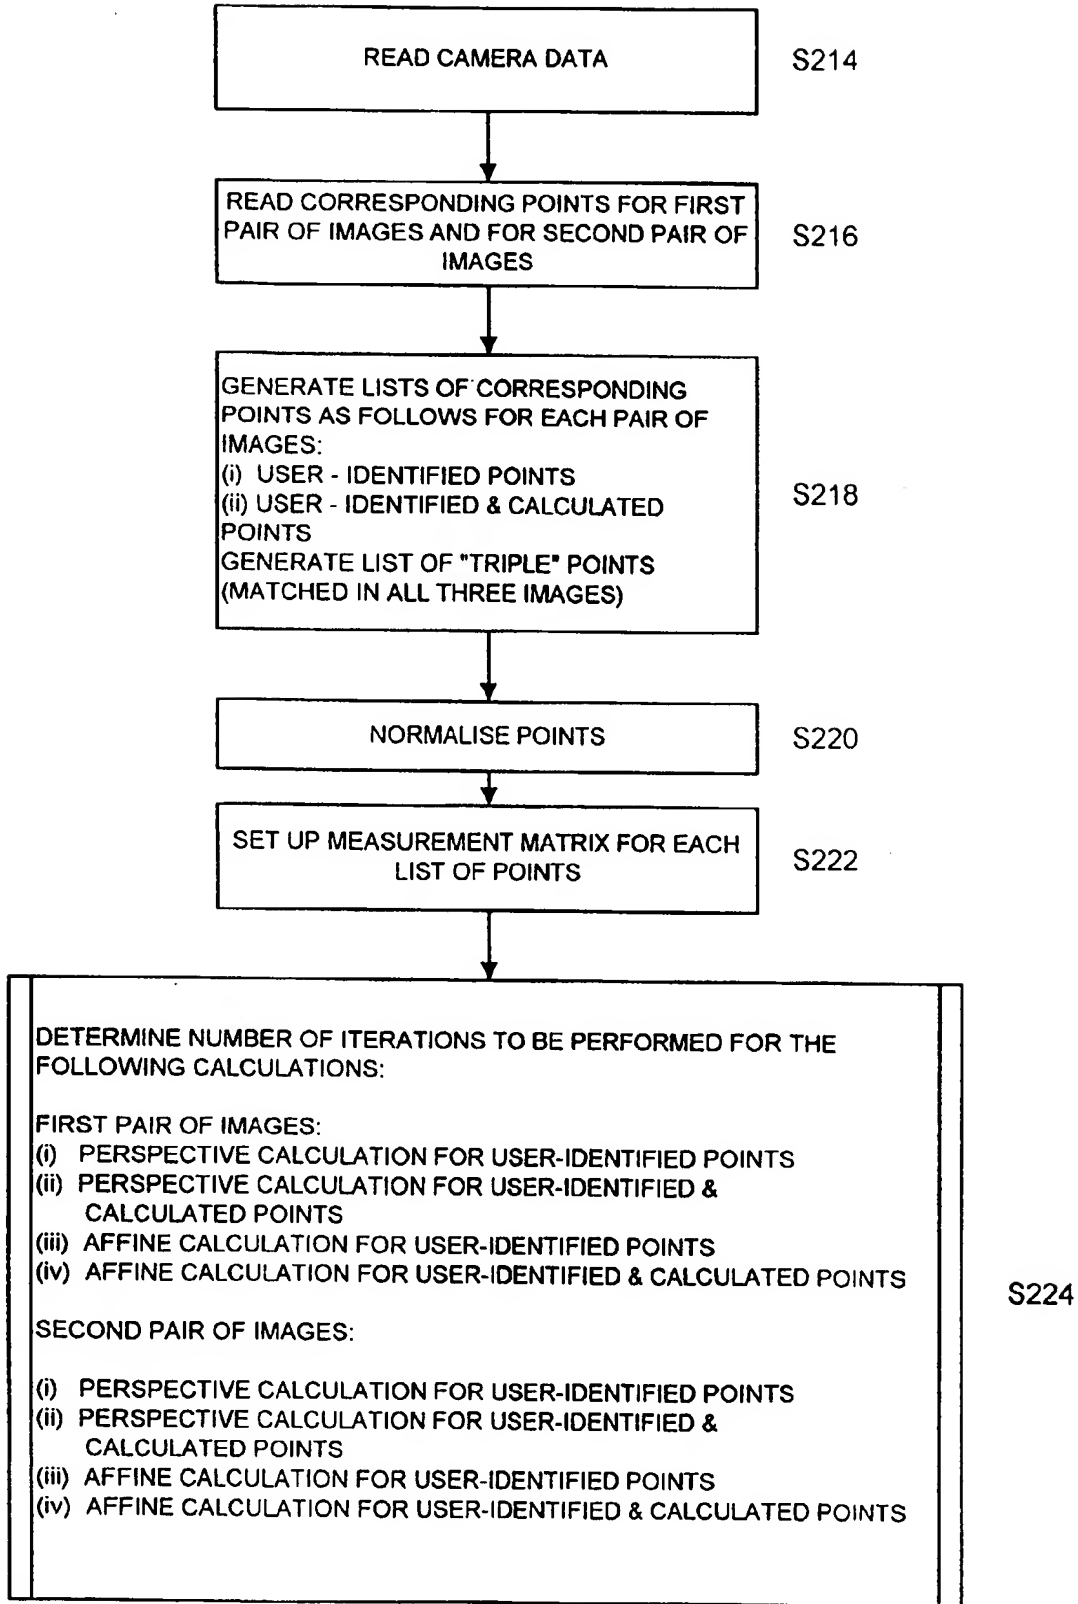 READ CAMERA DATA
S214
READ CORRESPONDING POINTS FOR FIRST
PAIR OF IMAGES AND FOR SECOND PAIR OF
IMAGES
S216
GENERATE LISTS OF CORRESPONDING
POINTS AS FOLLOWS FOR EACH PAIR OF
IMAGES:
(i) USER - IDENTIFIED POINTS
(ii) USER - IDENTIFIED & CALCULATED
POINTS
GENERATE LIST OF "TRIPLE" POINTS
(MATCHED IN ALL THREE IMAGES)
S218
NORMALISE POINTS
S220
SET UP MEASUREMENT MATRIX FOR EACH
LIST OF POINTS
S222
DETERMINE NUMBER OF ITERATIONS TO BE PERFORMED FOR THE
FOLLOWING CALCULATIONS:
FIRST PAIR OF IMAGES:
(i) PERSPECTIVE CALCULATION FOR USER-IDENTIFIED POINTS
(ii) PERSPECTIVE CALCULATION FOR USER-IDENTIFIED &
CALCULATED POINTS
(iii) AFFINE CALCULATION FOR USER-IDENTIFIED POINTS
(iv) AFFINE CALCULATION FOR USER-IDENTIFIED & CALCULATED POINTS
S224
SECOND PAIR OF IMAGES:
(i) PERSPECTIVE CALCULATION FOR USER-IDENTIFIED POINTS
(ii) PERSPECTIVE CALCULATION FOR USER-IDENTIFIED &
CALCULATED POINTS
(iii) AFFINE CALCULATION FOR USER-IDENTIFIED POINTS
(iv) AFFINE CALCULATION FOR USER-IDENTIFIED & CALCULATED POINTS